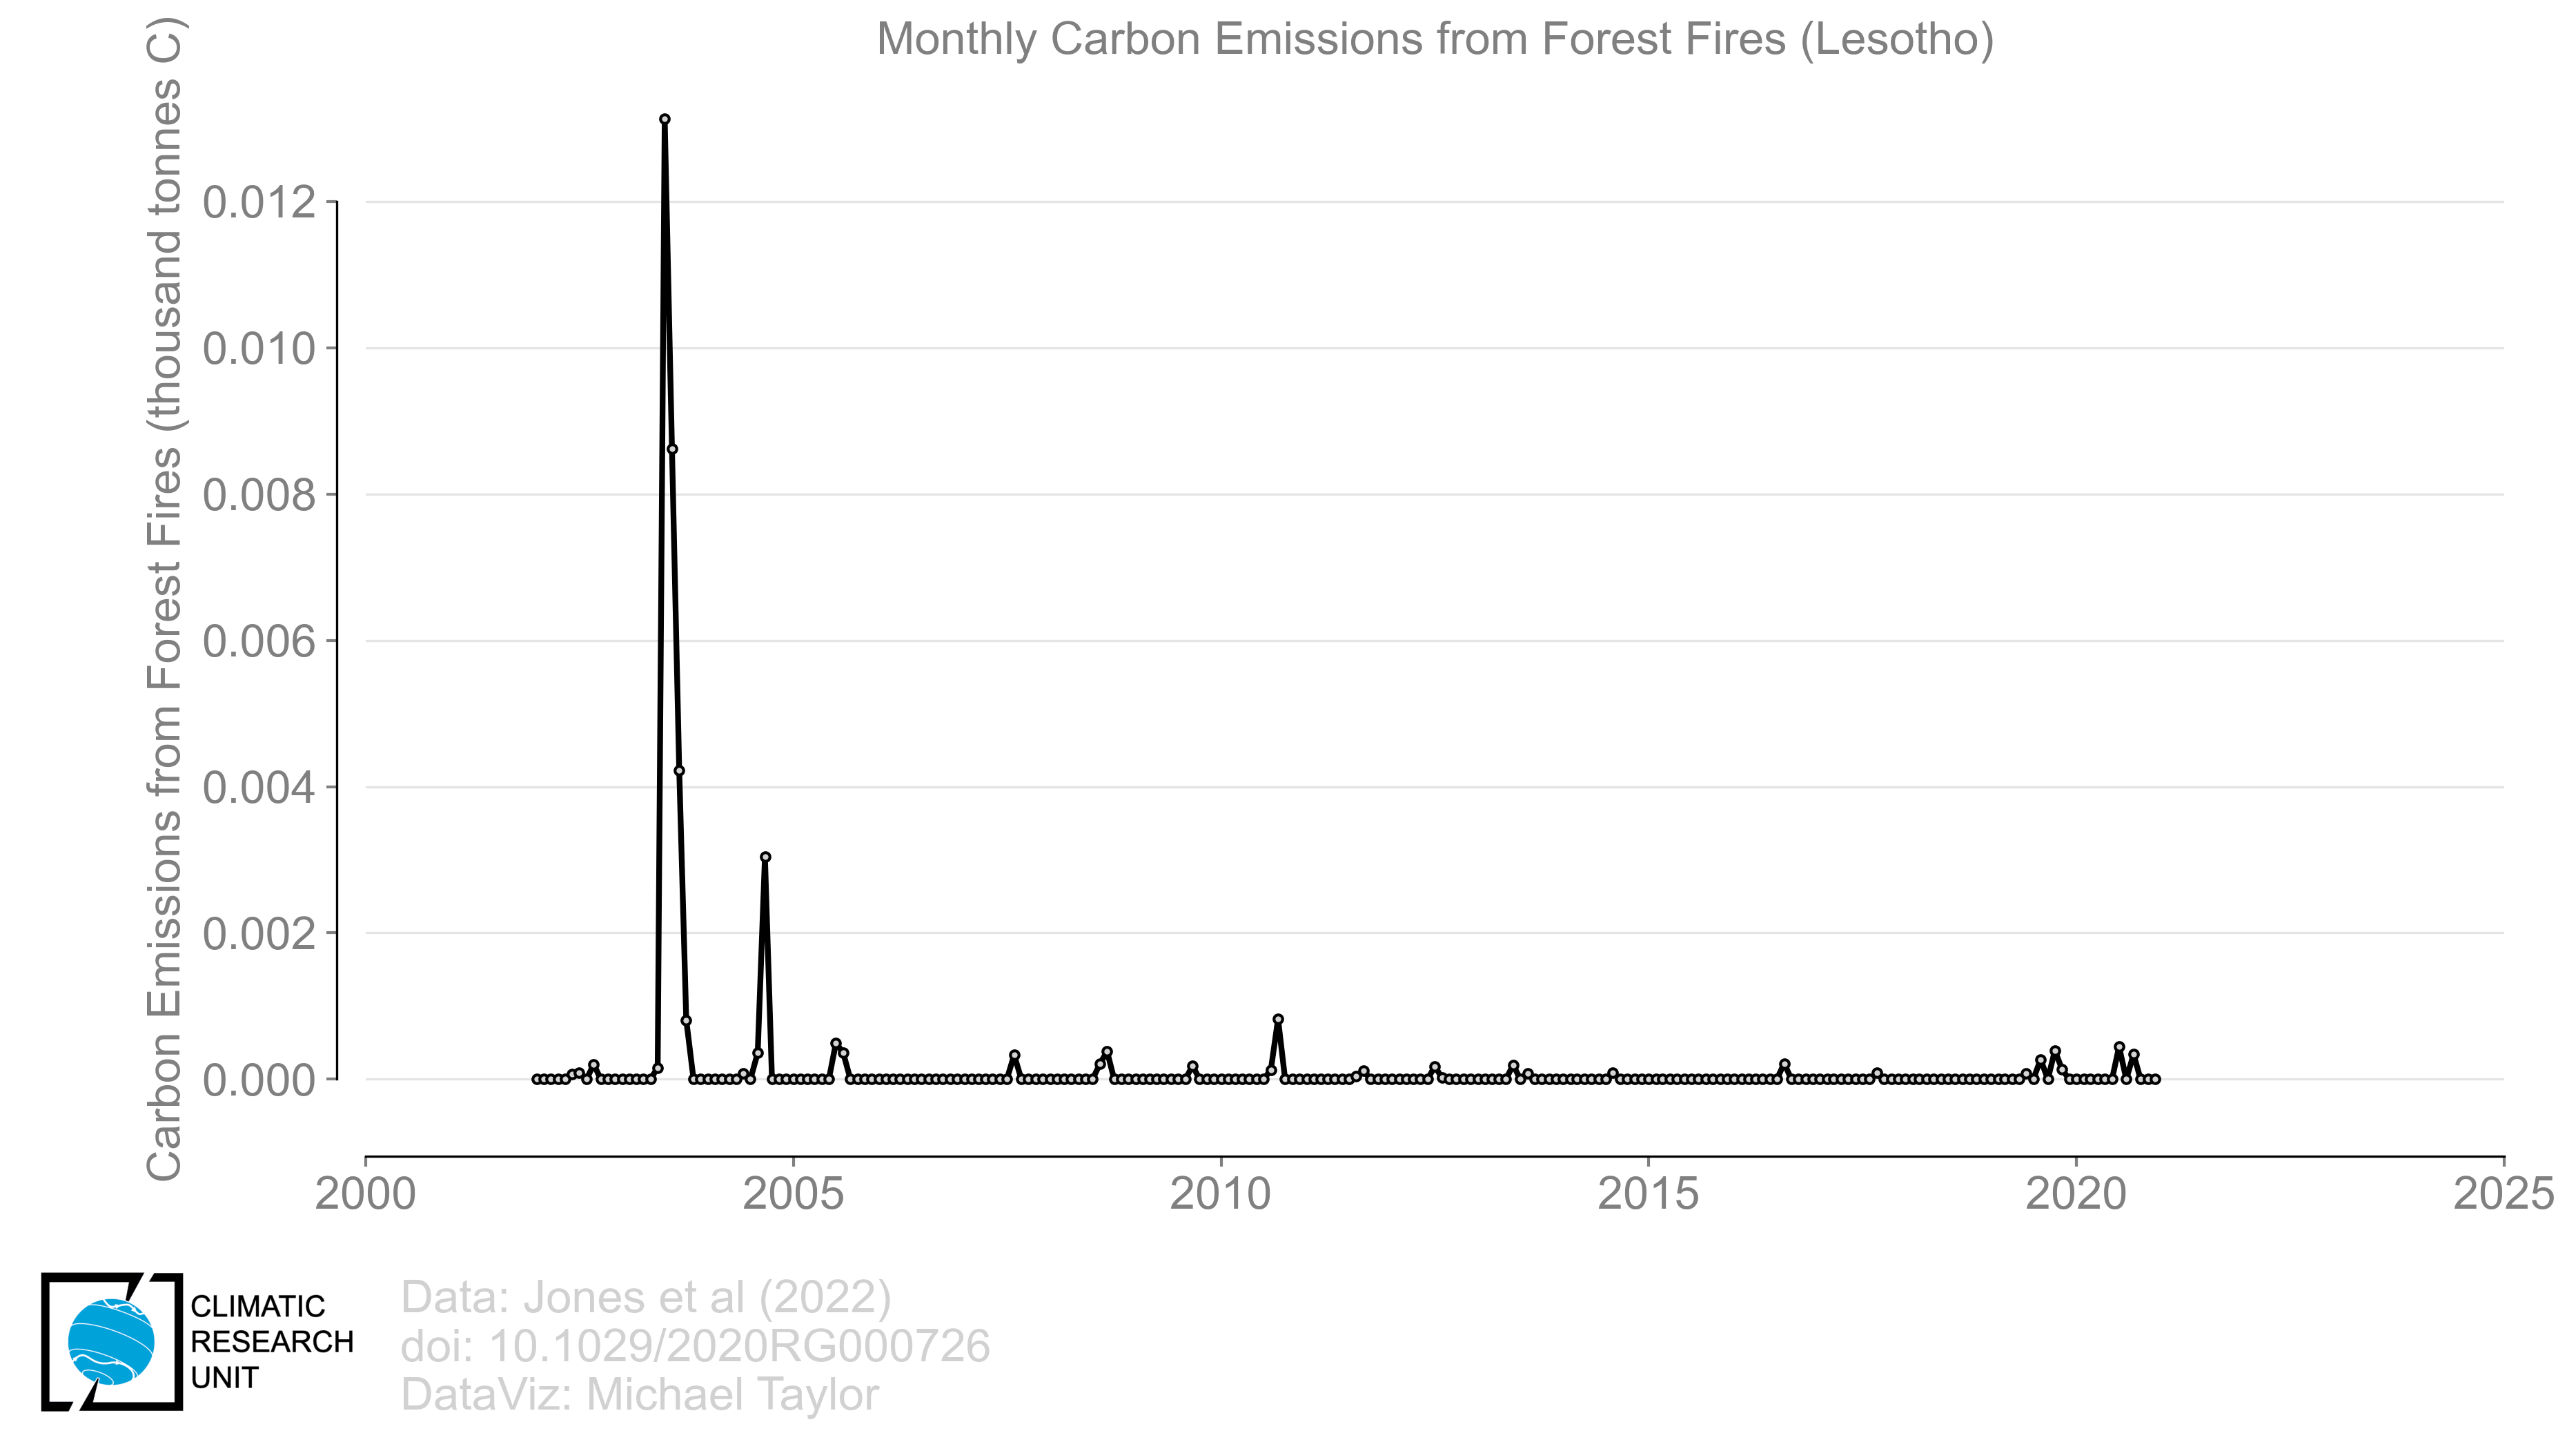 Monthly Carbon Emissions from Forest Fires (Lesotho)
Carbon Emissions from Forest Fires (thousand tonnes C)
0.012
0.010
0.008
0.006
0.004
0.002
0.000
2000 2005 2010 2015 2020 2025
CLIMATIC
RESEARCH
UNIT
Data: Jones et al (2022)
doi: 10.1029/2020RG000726
DataViz: Michael Taylor